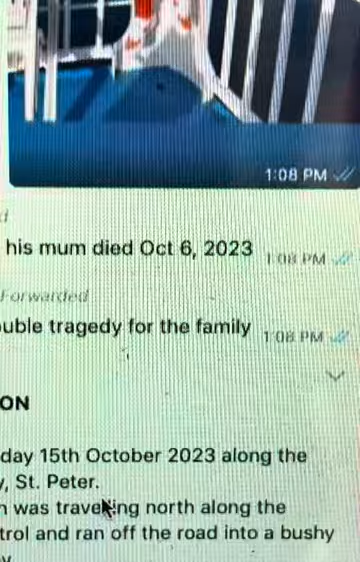 1:08 PM
his mum died Oct 6, 2023 1:08 PM
Forwarded
uble tragedy for the family 1:08 PM
ON
day 15th October 2023 along the
y, St. Peter.
n was traveling north along the
trol and ran off the road into a bushy